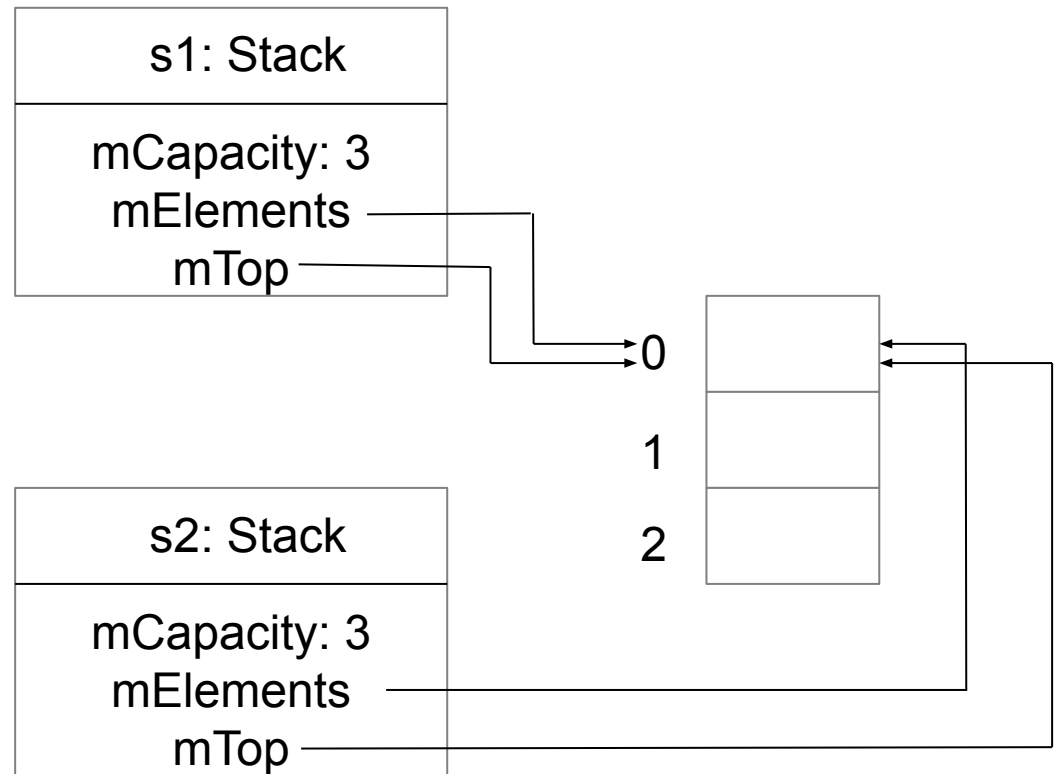 s1: Stack
mCapacity: 3
mElements
mTop
0
1
2
s2: Stack
mCapacity: 3
mElements
mTop